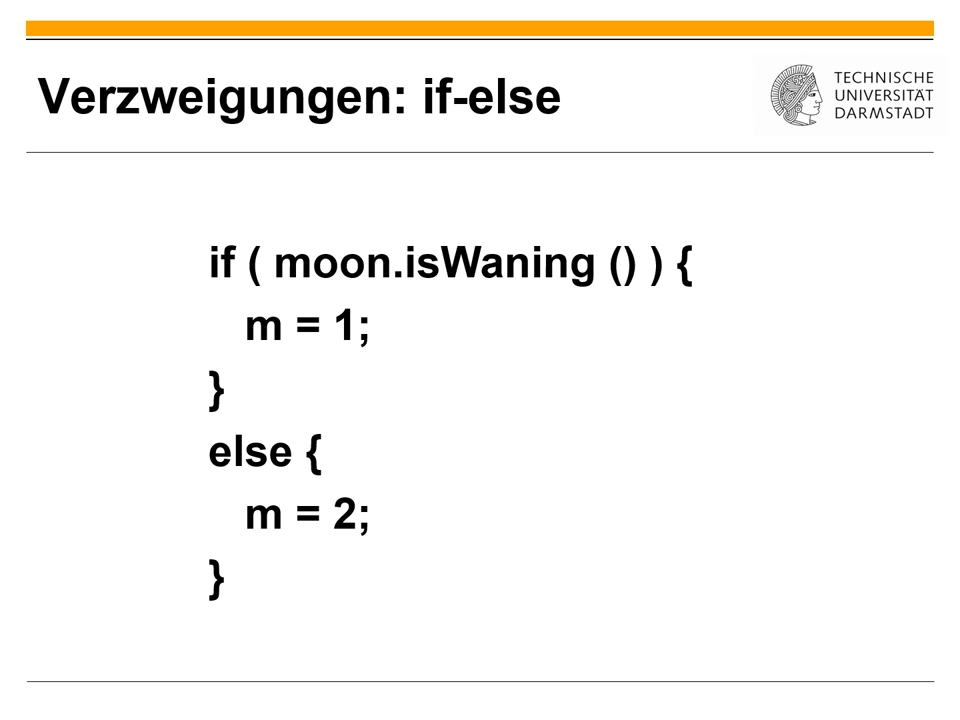 Verzweigungen: if-else
TECHNISCHE
UNIVERSITÄT
DARMSTADT
if ( moon.isWaning () ) {
m = 1;
}
else {
m = 2;
}